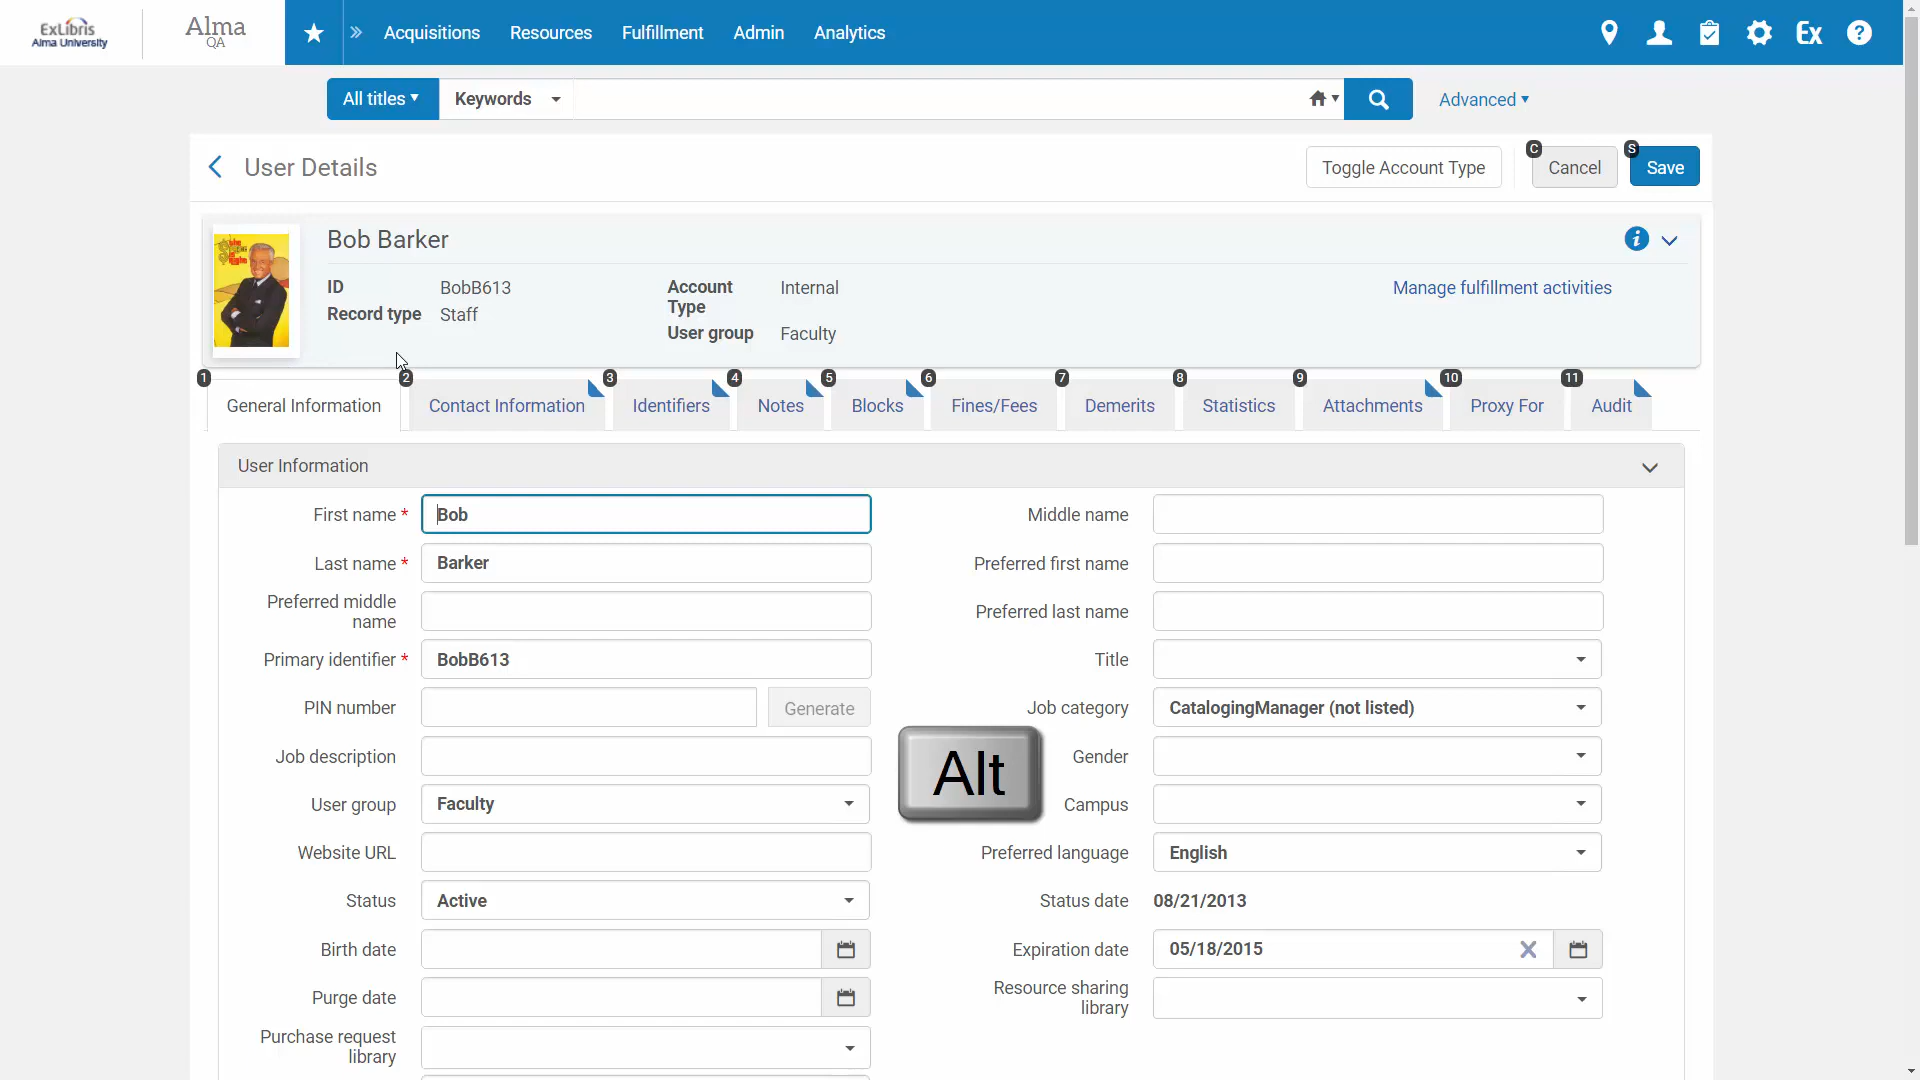 ExLibris
Alma University
Alma
QA
Acquisitions
Resources
Fulfillment
Admin
Analytics
Ex
?
All titles
Keywords
Advanced
User Details
Toggle Account Type
C
Cancel
S
Save
Bob Barker
ID
BobB613
Account Type
Internal
Manage fulfillment activities
Record type
Staff
User group
Faculty
1
2
3
4
5
6
7
8
9
10
11
General Information
Contact Information
Identifiers
Notes
Blocks
Fines/Fees
Demerits
Statistics
Attachments
Proxy For
Audit
User Information
First name *
Bob
Middle name
Last name *
Barker
Preferred first name
Preferred middle name
Preferred last name
Primary identifier *
BobB613
Title
PIN number
Generate
Job category
CatalogingManager (not listed)
Job description
Alt
Gender
User group
Faculty
Campus
Website URL
Preferred language
English
Status
Active
Status date
08/21/2013
Birth date
Expiration date
05/18/2015
Purge date
Resource sharing library
Purchase request library